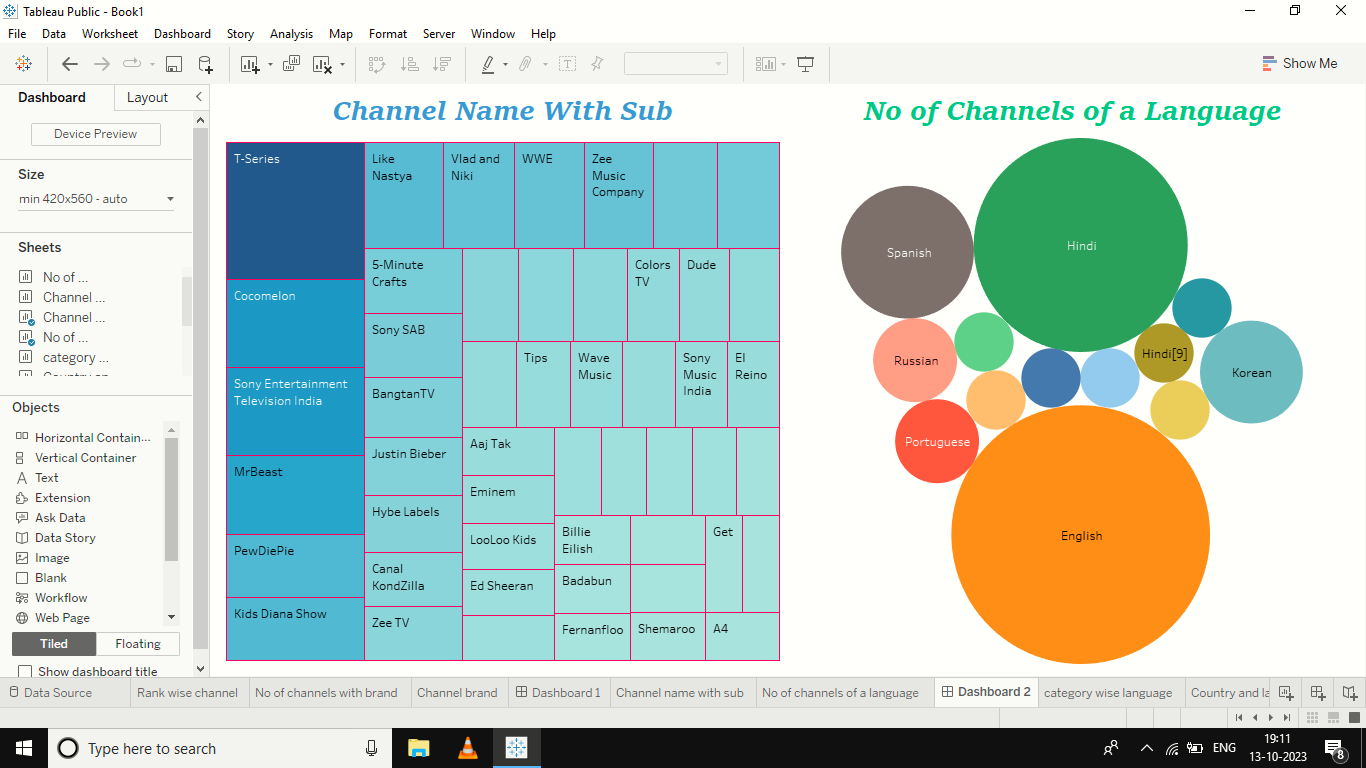 Tableau Public - Book1
File Data Worksheet Dashboard Story Analysis Map Format Server Window Help
Show Me
Dashboard Layout
Device Preview
Size
min 420x560 - auto
Sheets
No of ...
Channel ...
Channel ...
No of ...
category ...
Country an
Objects
Horizontal Contain...
Vertical Container
Text
Extension
Ask Data
Data Story
Image
Blank
Workflow
Web Page
Tiled Floating
Show dashboard title
Channel Name With Sub
T-Series
Cocomelon
Sony Entertainment
Television India
MrBeast
PewDiePie
Kids Diana Show
Like
Nastya
Vlad and
Niki
WWE
Zee
Music
Company
5-Minute
Crafts
Sony SAB
BangtanTV
Justin Bieber
Hybe Labels
Canal
KondZilla
Zee TV
Colors
TV
Dude
Tips
Wave
Music
Sony
Music
India
El
Reino
Aaj Tak
Eminem
LooLoo Kids
Ed Sheeran
Billie
Eilish
Badabun
Fernanfloo
Shemaroo
Get
A4
No of Channels of a Language
Hindi
Spanish
Russian
Hindi[9]
Korean
Portuguese
English
Data Source Rank wise channel No of channels with brand Channel brand Dashboard 1 Channel name with sub No of channels of a language Dashboard 2 category wise language Country and la
Type here to search
ENG
19:11
13-10-2023
8